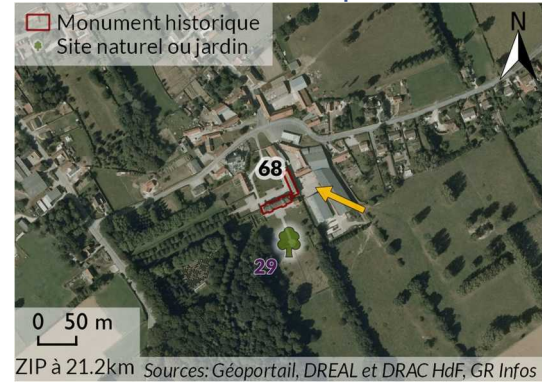 Monument historique
Site naturel ou jardin
N
68
29
0 50 m
ZIP à 21.2km Sources: Géoportail, DREAL et DRAC HdF, GR Infos